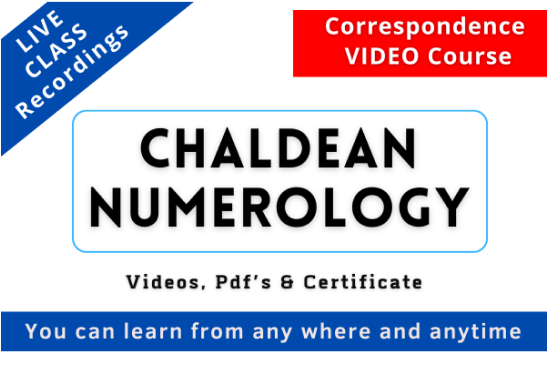 LIVE
CLASS
Recordings
Correspondence
VIDEO Course
CHALDEAN
NUMEROLOGY
Videos, Pdf's & Certificate
You can learn from any where and anytime